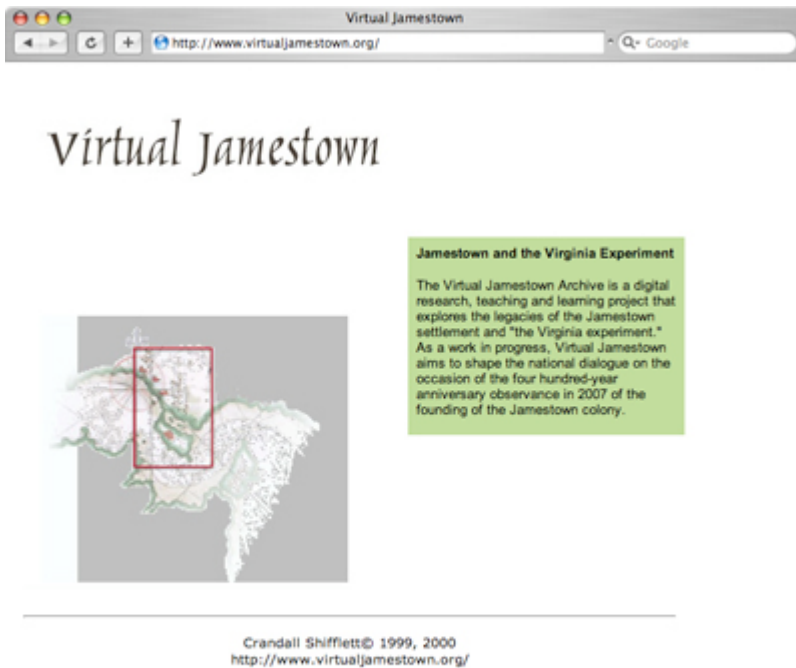 Virtual Jamestown
http://www.virtualjamestown.org/
Google
Virtual Jamestown
Jamestown and the Virginia Experiment
The Virtual Jamestown Archive is a digital
research, teaching and learning project that
explores the legacies of the Jamestown
settlement and "the Virginia experiment."
As a work in progress, Virtual Jamestown
aims to shape the national dialogue on the
occasion of the four hundred-year
anniversary observance in 2007 of the
founding of the Jamestown colony.
Crandall Shifflett© 1999, 2000
http://www.virtualjamestown.org/